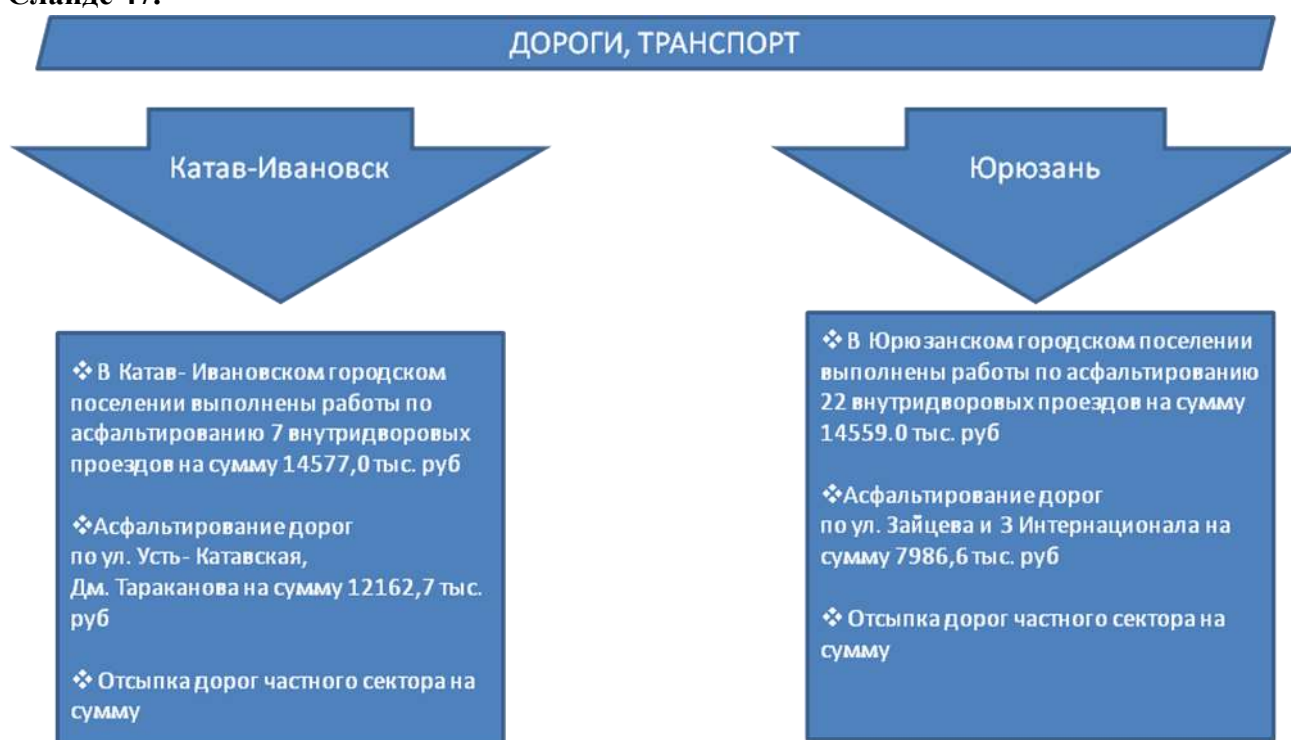 Слайде 47.
ДОРОГИ, ТРАНСПОРТ
Катав-Ивановск
❖ В Катав- Ивановском городском
поселении выполнены работы по
асфальтированию 7 внутридворовых
проездов на сумму 14577,0 тыс. руб
❖Асфальтирование дорог
по ул. Усть- Катавская,
Дм. Тараканова на сумму 12162,7 тыс.
руб
❖ Отсыпка дорог частного сектора на
сумму
Юрюзань
❖ В Юрюзанском городском поселении
выполнены работы по асфальтированию
22 внутридворовых проездов на сумму
14559.0 тыс. руб
❖Асфальтирование дорог
по ул. Зайцева и 3 Интернационала на
сумму 7986,6 тыс. руб
❖ Отсыпка дорог частного сектора на
сумму